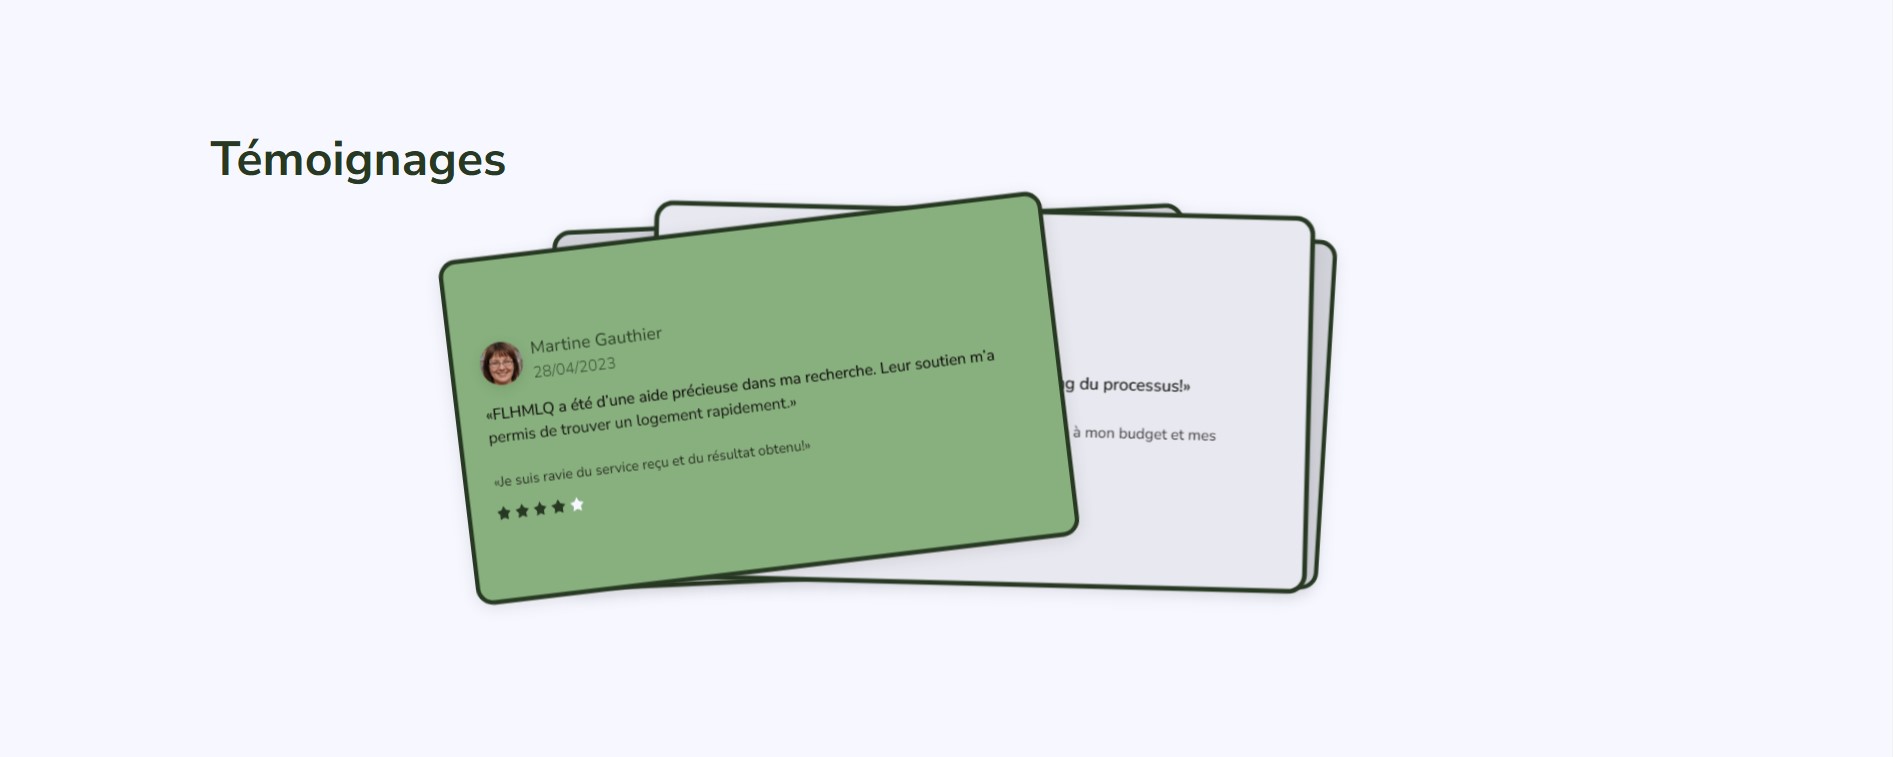 Témoignages
Martine Gauthier
28/04/2023
«FLHMLQ a été d'une aide précieuse dans ma recherche. Leur soutien m'a
permis de trouver un logement rapidement.»
«Je suis ravie du service reçu et du résultat obtenu!»
du processus!»
à mon budget et mes